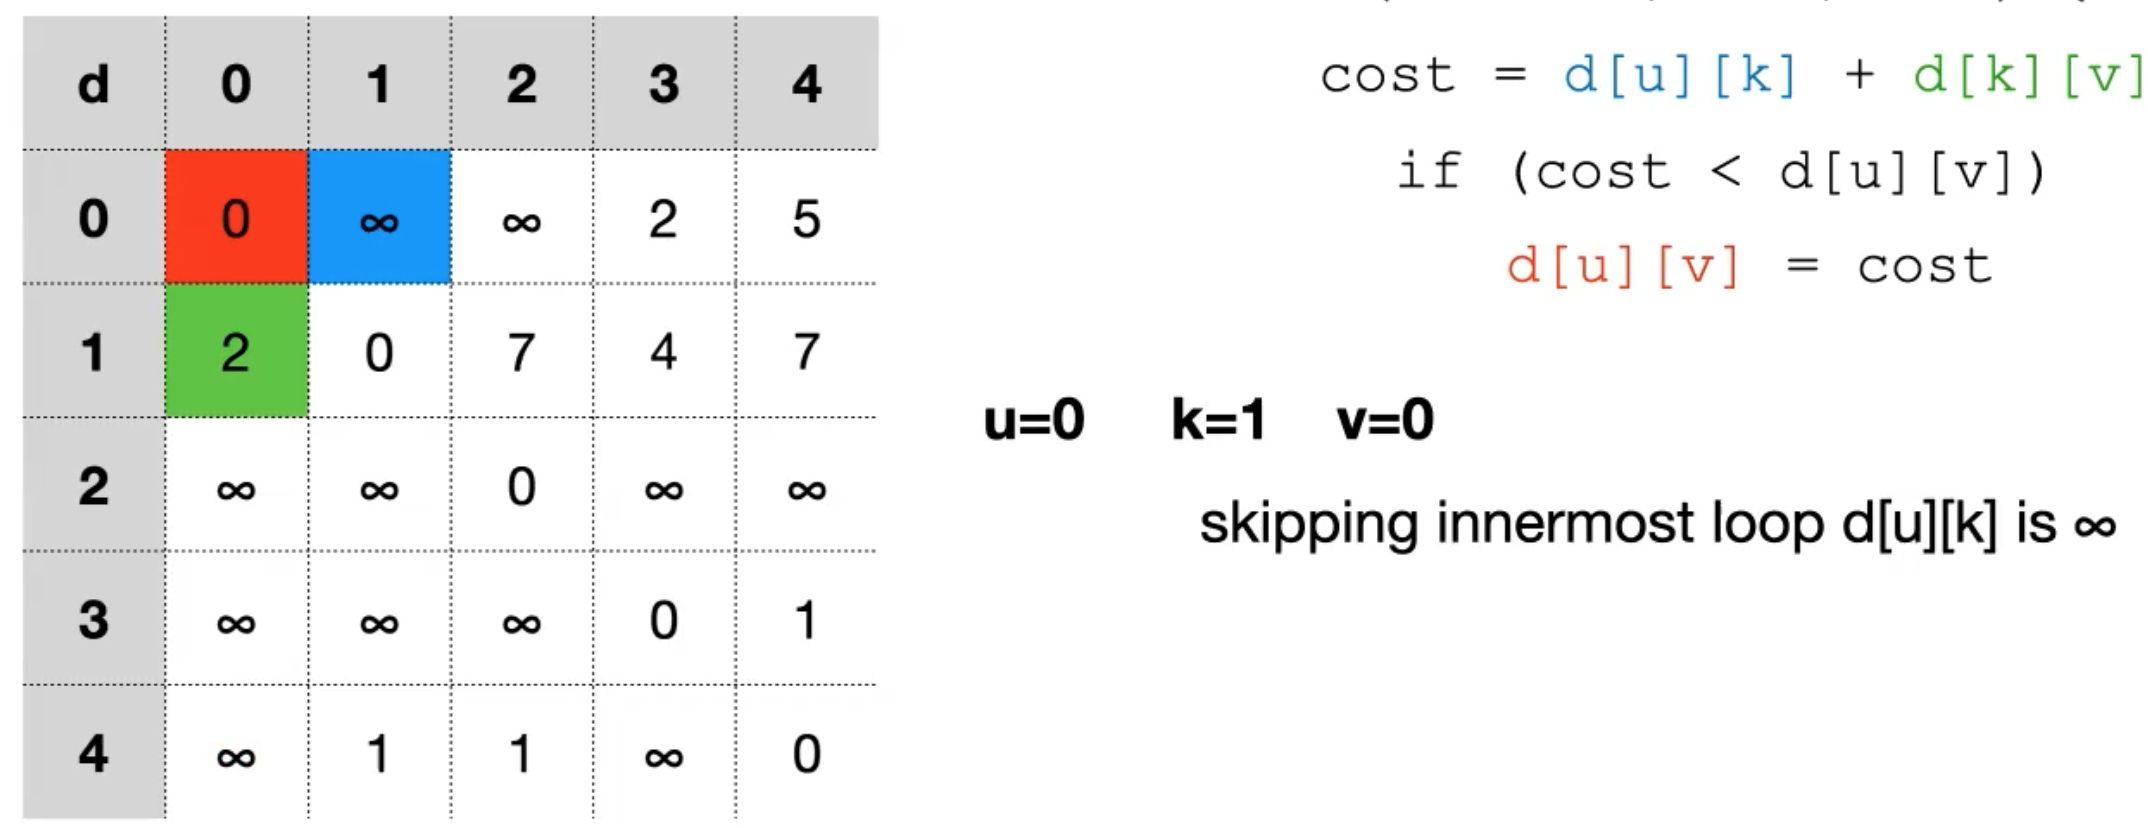 d 0 1 2 3 4
0 0 ∞ ∞ 2 5
1 2 0 7 4 7
2 ∞ ∞ 0 ∞ ∞
3 ∞ ∞ ∞ 0 1
4 ∞ 1 1 ∞ 0
cost = d[u][k] + d[k][v]
if (cost < d[u][v])
d[u][v] = cost
u=0 k=1 v=0
skipping innermost loop d[u][k] is ∞